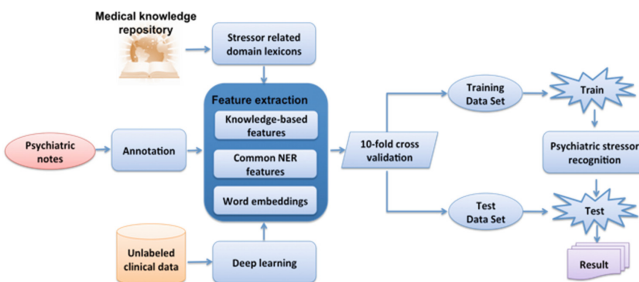 Medical knowledge
repository
Stressor related
domain lexicons
Feature extraction
Knowledge-based
features
Common NER
features
Word embeddings
Psychiatric
notes
Annotation
Unlabeled
clinical data
Deep learning
10-fold cross
validation
Training
Data Set
Train
Psychiatric stressor
recognition
Test
Data Set
Test
Result